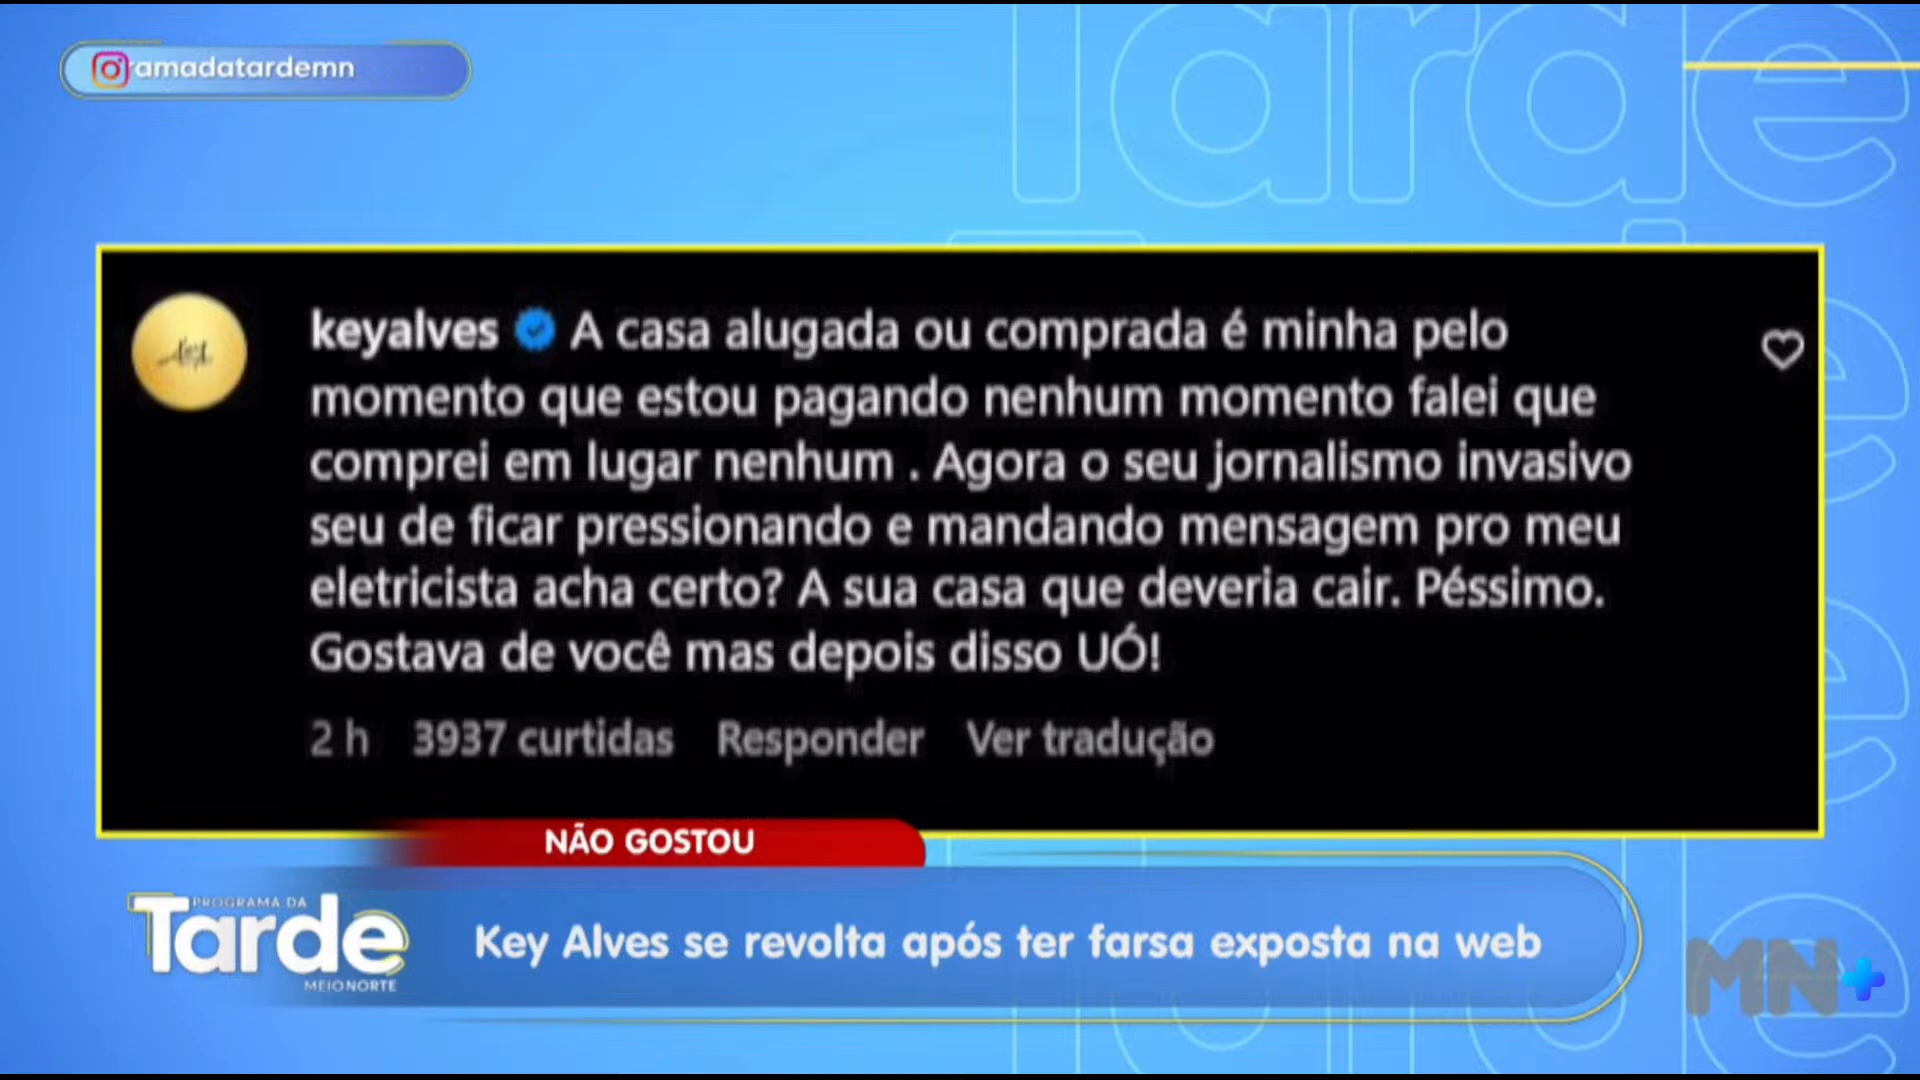 amadatardemn
Tarde
keyalves A casa alugada ou comprada é minha pelo
momento que estou pagando nenhum momento falei que
comprei em lugar nenhum . Agora o seu jornalismo invasivo
seu de ficar pressionando e mandando mensagem pro meu
eletricista acha certo? A sua casa que deveria cair. Péssimo.
Gostava de você mas depois disso UÓ!
2 h 3937 curtidas Responder Ver tradução
NÃO GOSTOU
PROGRAMA DA
Tarde
MEIONORTE
Key Alves se revolta após ter farsa exposta na web
MN+